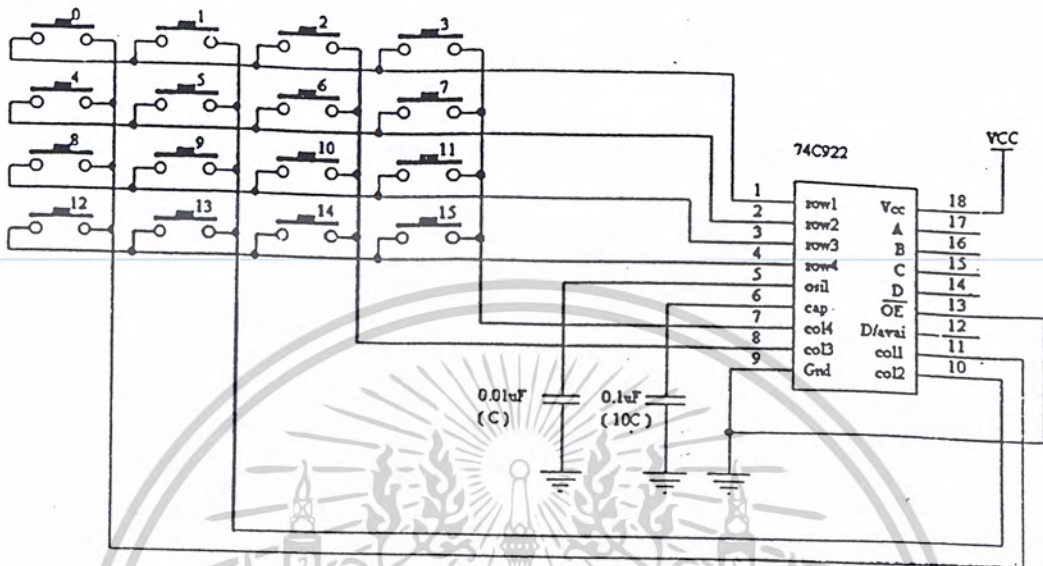 0 1 2 3
4 5 6 7
8 9 10 11
12 13 14 15
74C922
VCC
1 row1 Vcc 18
2 row2 A 17
3 row3 B 16
4 row4 C 15
5 osil D 14
6 cap OE 13
7 col4 D/avai 12
8 col3 col1 11
9 Gnd col2 10
0.01uF
( C )
0.1uF
( 10C )